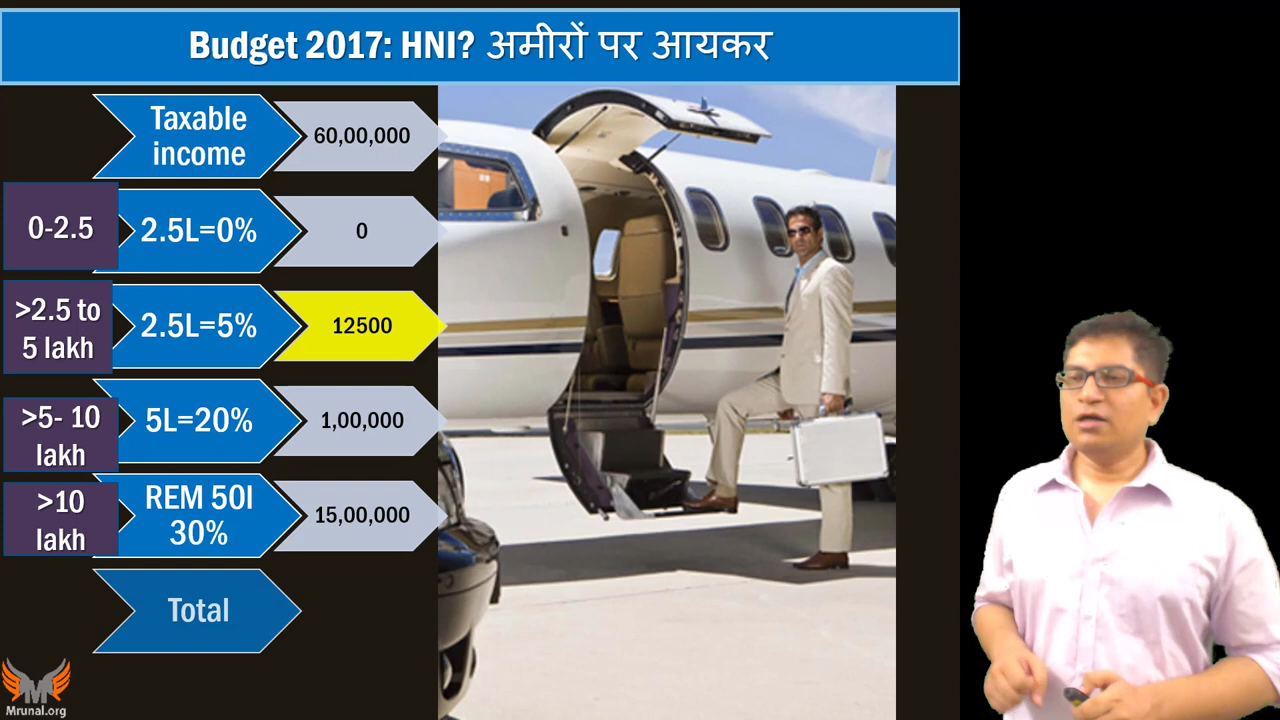 Budget 2017: HNI? अमीरों पर आयकर
Taxable
income
60,00,000
0-2.5
2.5L=0%
0
>2.5 to
5 lakh
2.5L=5%
12500
>5- 10
lakh
5L=20%
1,00,000
>10
lakh
REM 50l
30%
15,00,000
Total
Mrunal.org